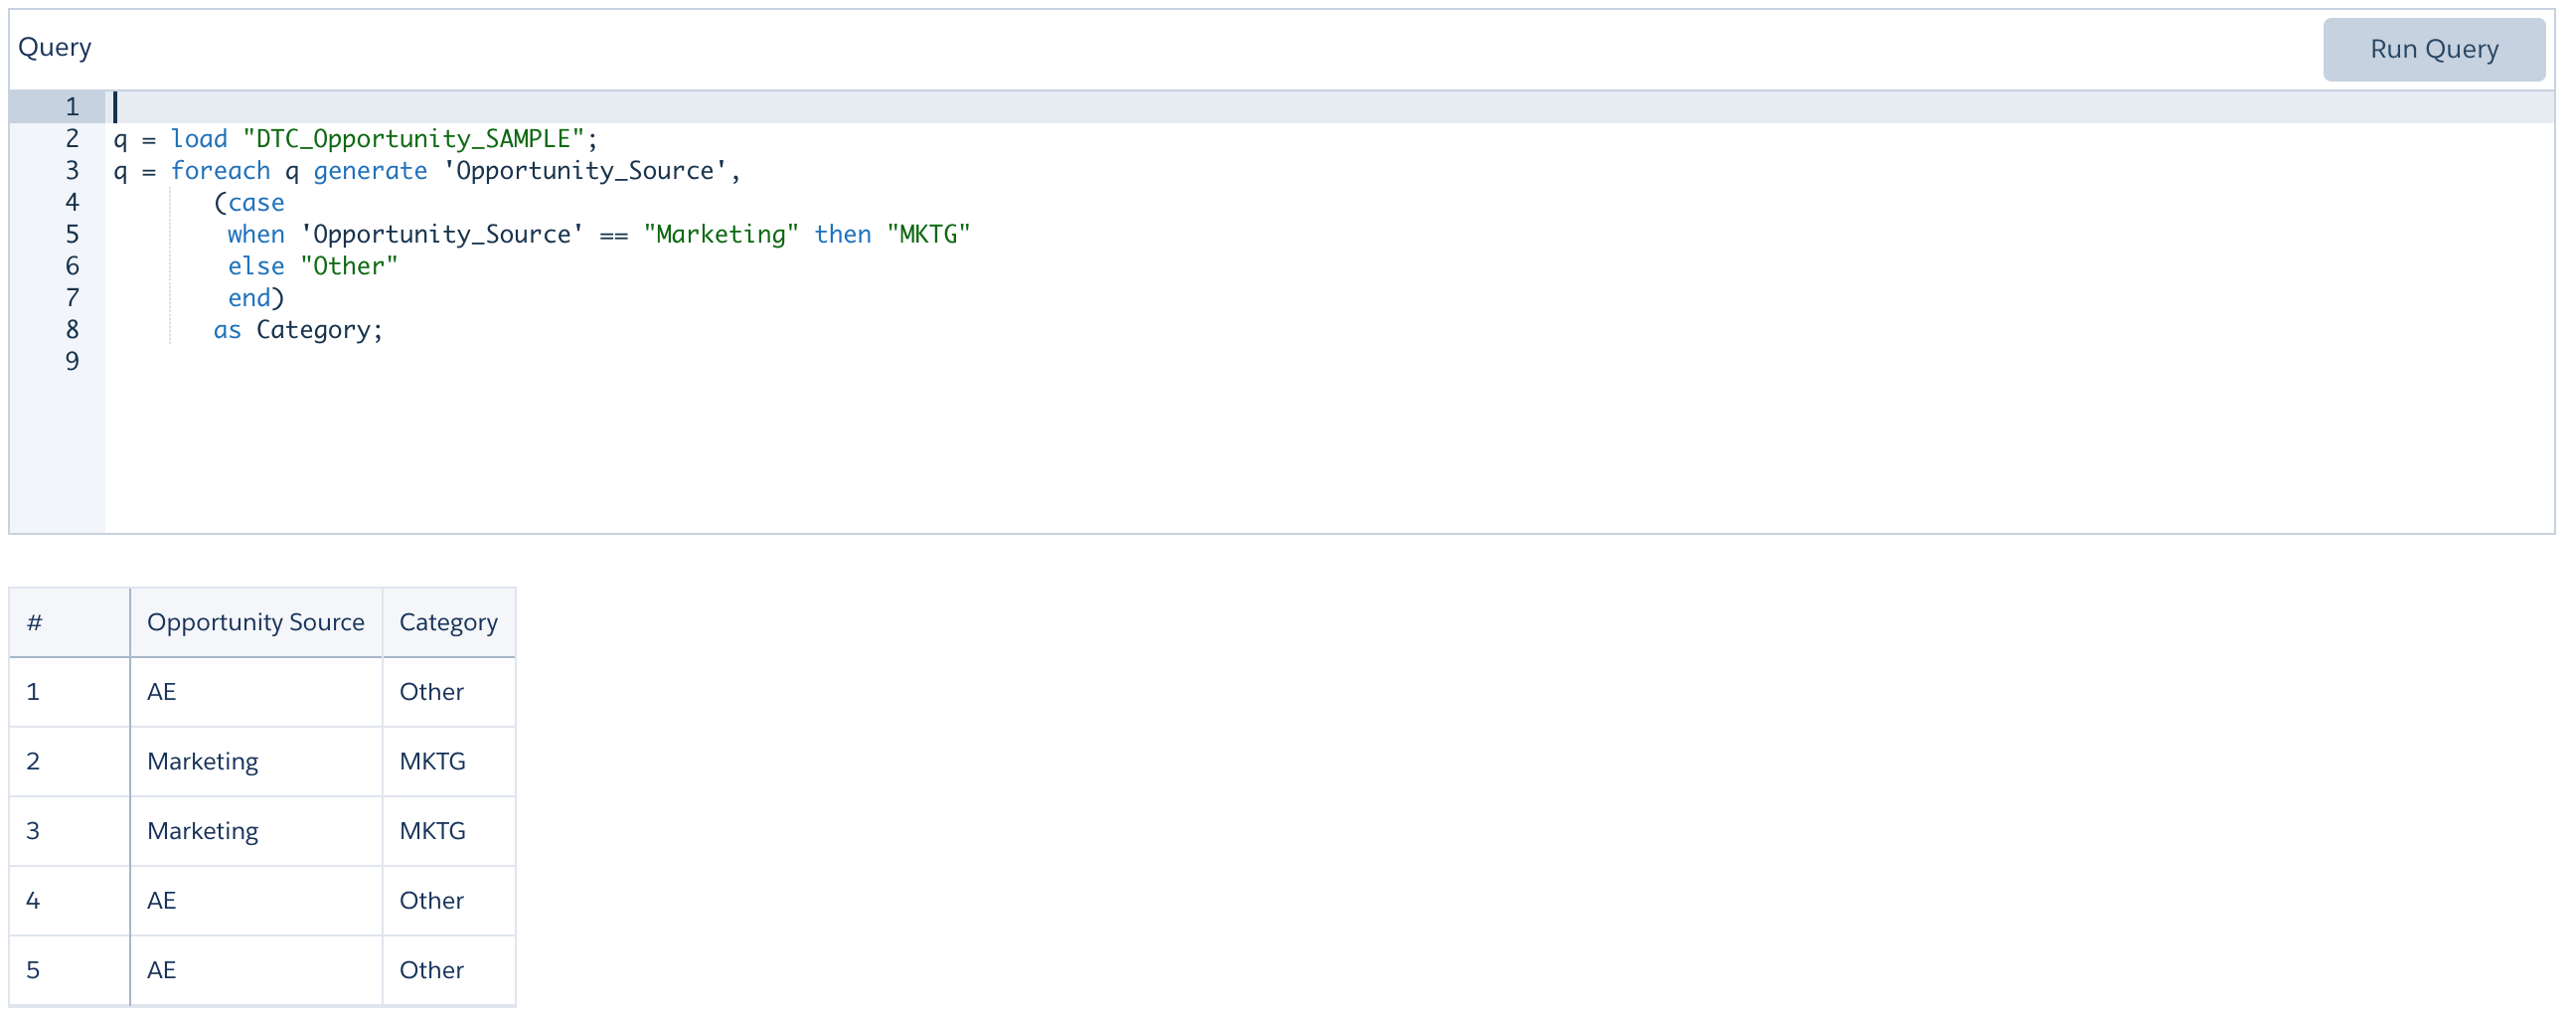 Query
Run Query
1
2 q = load "DTC_Opportunity_SAMPLE";
3 q = foreach q generate 'Opportunity_Source',
4 (case
5 when 'Opportunity_Source' == "Marketing" then "MKTG"
6 else "Other"
7 end)
8 as Category;
9
# Opportunity Source Category
1 AE Other
2 Marketing MKTG
3 Marketing MKTG
4 AE Other
5 AE Other